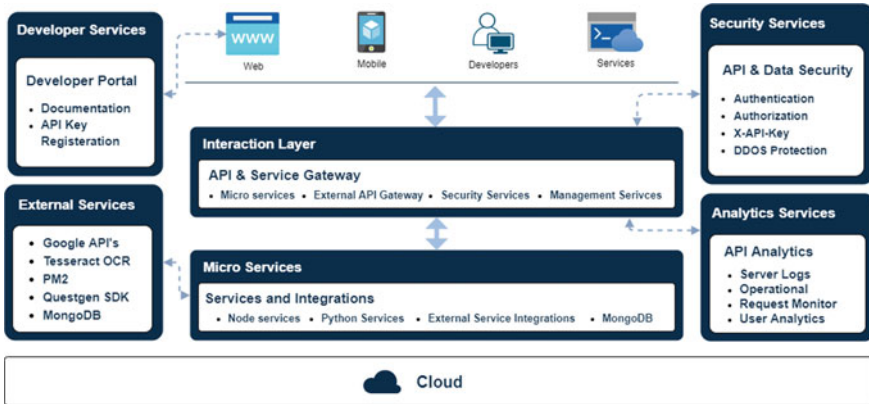 Developer Services
Developer Portal
• Documentation
• API Key
Registeration
WWW
Web
Mobile
Developers
Services
Security Services
API & Data Security
• Authentication
• Authorization
• X-API-Key
• DDOS Protection
Interaction Layer
API & Service Gateway
• Micro services • External API Gateway • Security Services • Management Serivces
External Services
• Google API's
• Tesseract OCR
• PM2
• Questgen SDK
• MongoDB
Micro Services
Services and Integrations
• Node services • Python Services • External Service Integrations • MongoDB
Analytics Services
API Analytics
• Server Logs
• Operational
• Request Monitor
• User Analytics
Cloud